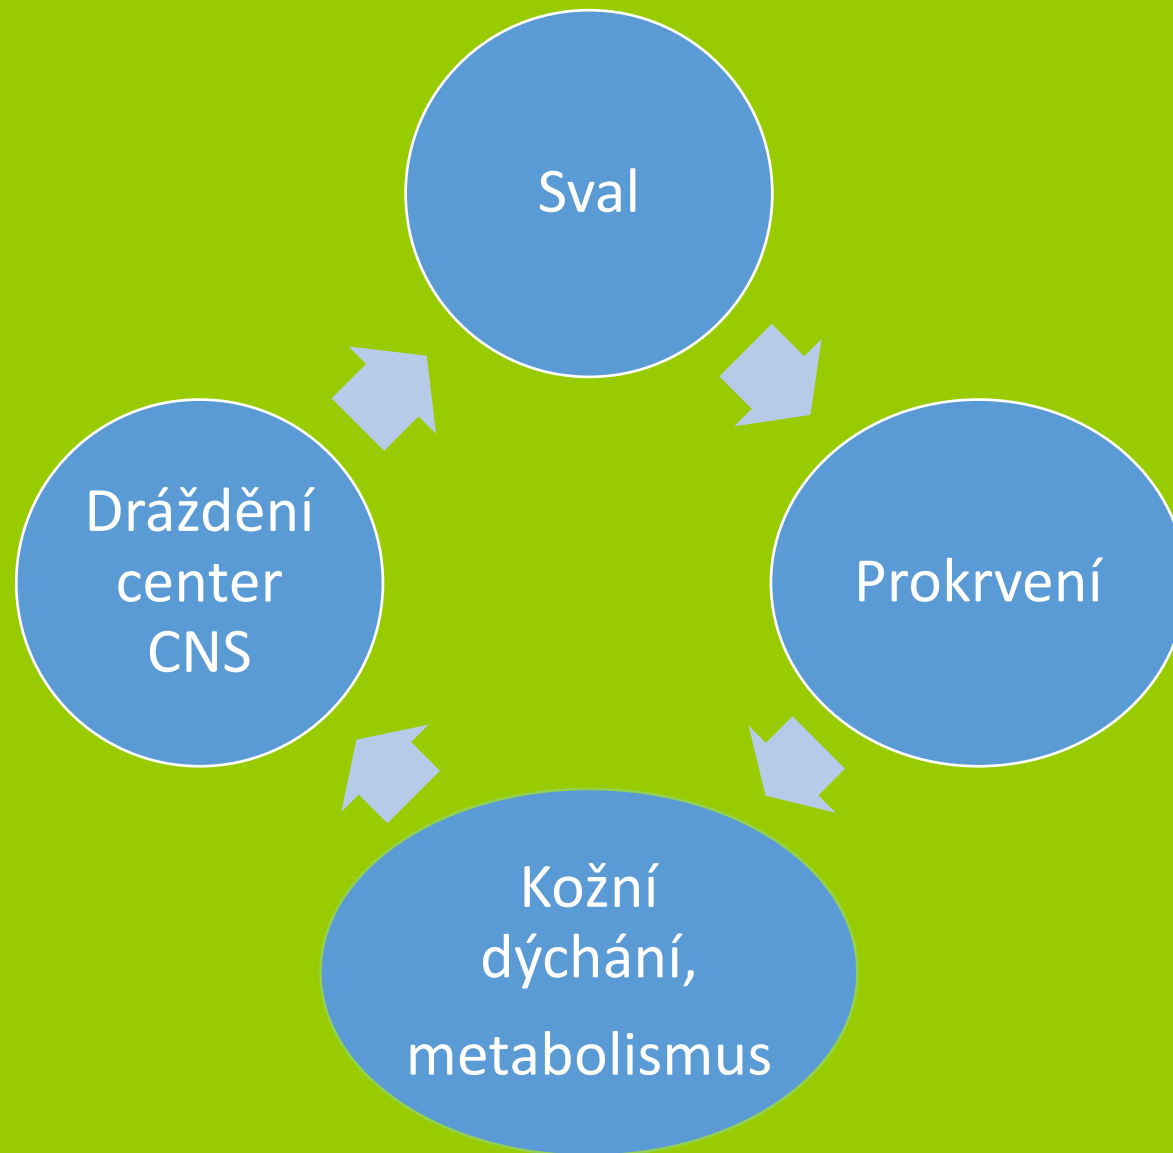 Sval
Dráždění
center
CNS
Prokrvení
Kožní
dýchání,
metabolismus